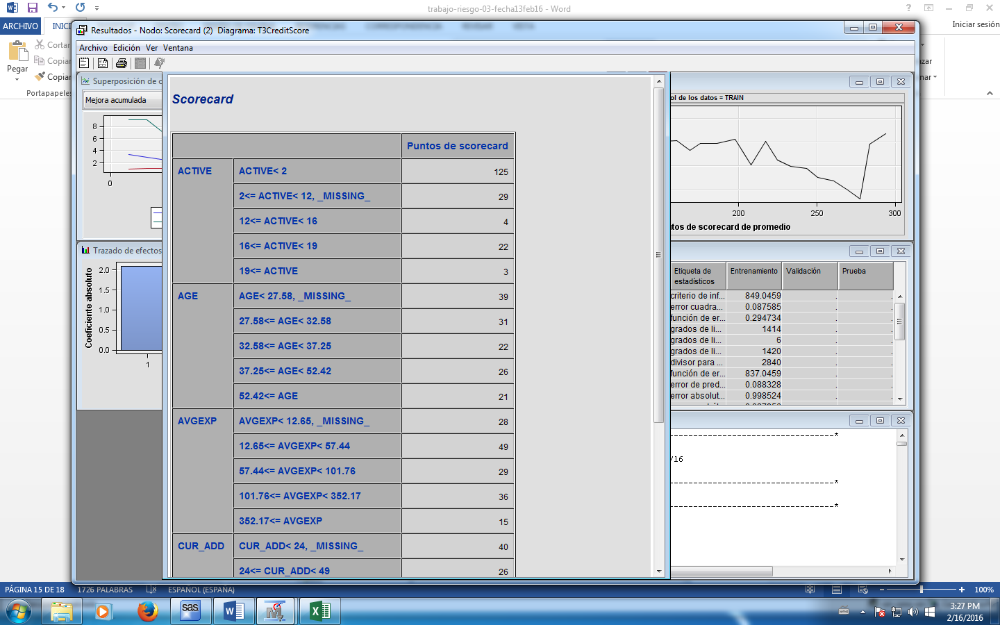 trabajo-riesgo-03-fecha13feb16 - Word
ARCHIVO
INIC
Iniciar sesión
Cortar
Copia
Copiar
Pegar
Portapapeles
Resultados - Nodo: Scorecard (2) Diagrama: T3CreditScore
Archivo Edición Ver Ventana
Superposición de c
Mejora acumulada
8
6
4
2
0
Trazado de efectos
Coeficiente absoluto
2.0
1.5
1.0
0.5
0.0
1
Scorecard
Puntos de scorecard
ACTIVE ACTIVE< 2 125
2<= ACTIVE< 12, _MISSING_ 29
12<= ACTIVE< 16 4
16<= ACTIVE< 19 22
19<= ACTIVE 3
AGE AGE< 27.58, _MISSING_ 39
27.58<= AGE< 32.58 31
32.58<= AGE< 37.25 22
37.25<= AGE< 52.42 26
52.42<= AGE 21
AVGEXP AVGEXP< 12.65, _MISSING_ 28
12.65<= AVGEXP< 57.44 49
57.44<= AVGEXP< 101.76 29
101.76<= AVGEXP< 352.17 36
352.17<= AVGEXP 15
CUR_ADD CUR_ADD< 24, _MISSING_ 40
24<= CUR_ADD< 49 26
ol de los datos = TRAIN
200 250 300
tos de scorecard de promedio
Etiqueta de estadísticos Entrenamiento Validación Prueba
criterio de inf... 849.0459 . .
error cuadra... 0.087585 . .
función de er... 0.294734 . .
grados de li... 1414 . .
grados de li... 6 . .
grados de li... 1420 . .
divisor para ... 2840 . .
función de er... 837.0459 . .
error de pred... 0.088328 . .
error absolut... 0.998524 . .
/16
PÁGINA 15 DE 18 1726 PALABRAS ESPAÑOL (ESPAÑA) 100%
sas
3:27 PM
2/16/2016